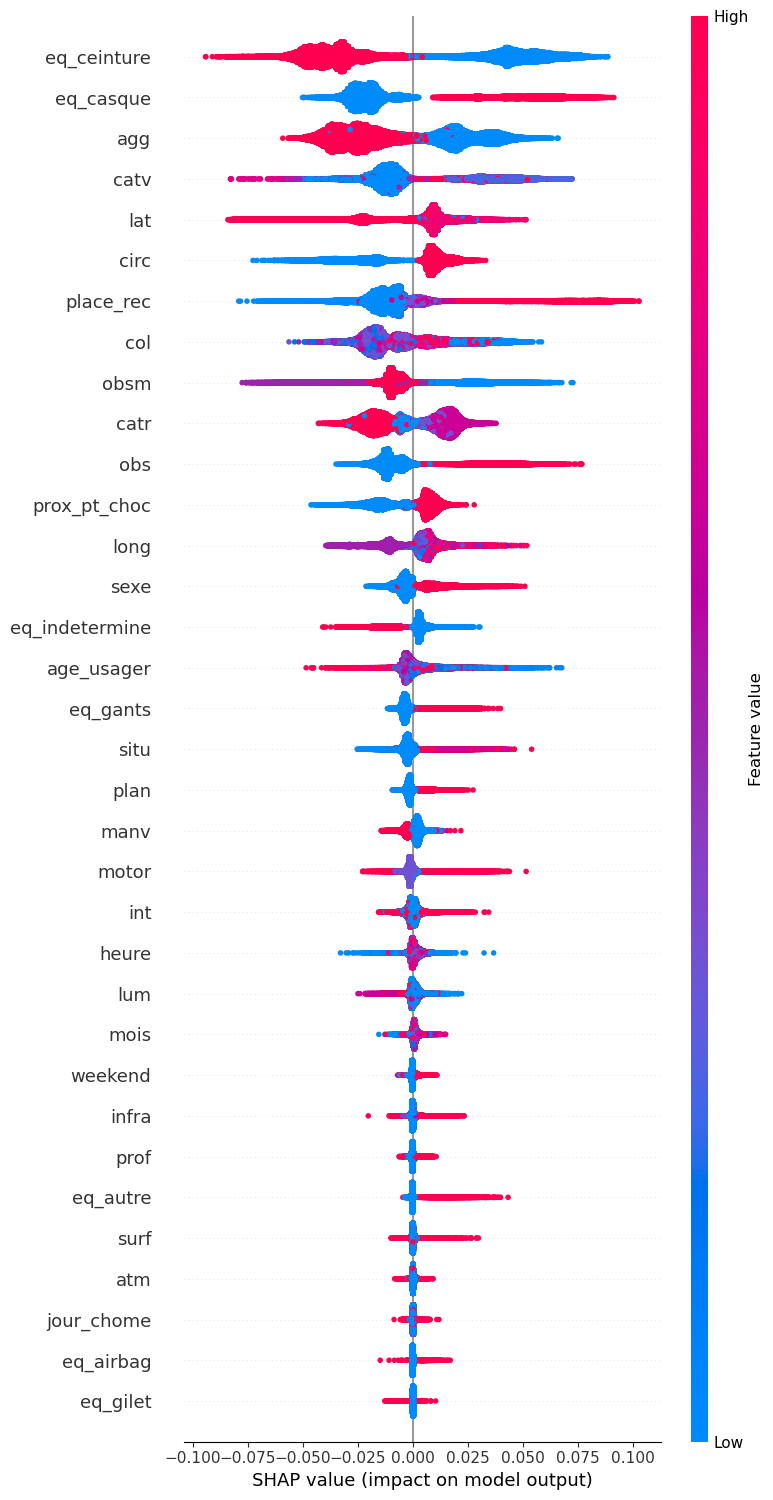 High
eq_ceinture
eq_casque
agg
catv
lat
circ
place_rec
col
obsm
catr
obs
prox_pt_choc
long
sexe
eq_indetermine
age_usager
eq_gants
situ
plan
manv
motor
int
heure
lum
mois
weekend
infra
prof
eq_autre
surf
atm
jour_chome
eq_airbag
eq_gilet
Feature value
Low
−0.100 −0.075 −0.050 −0.025 0.000 0.025 0.050 0.075 0.100
SHAP value (impact on model output)